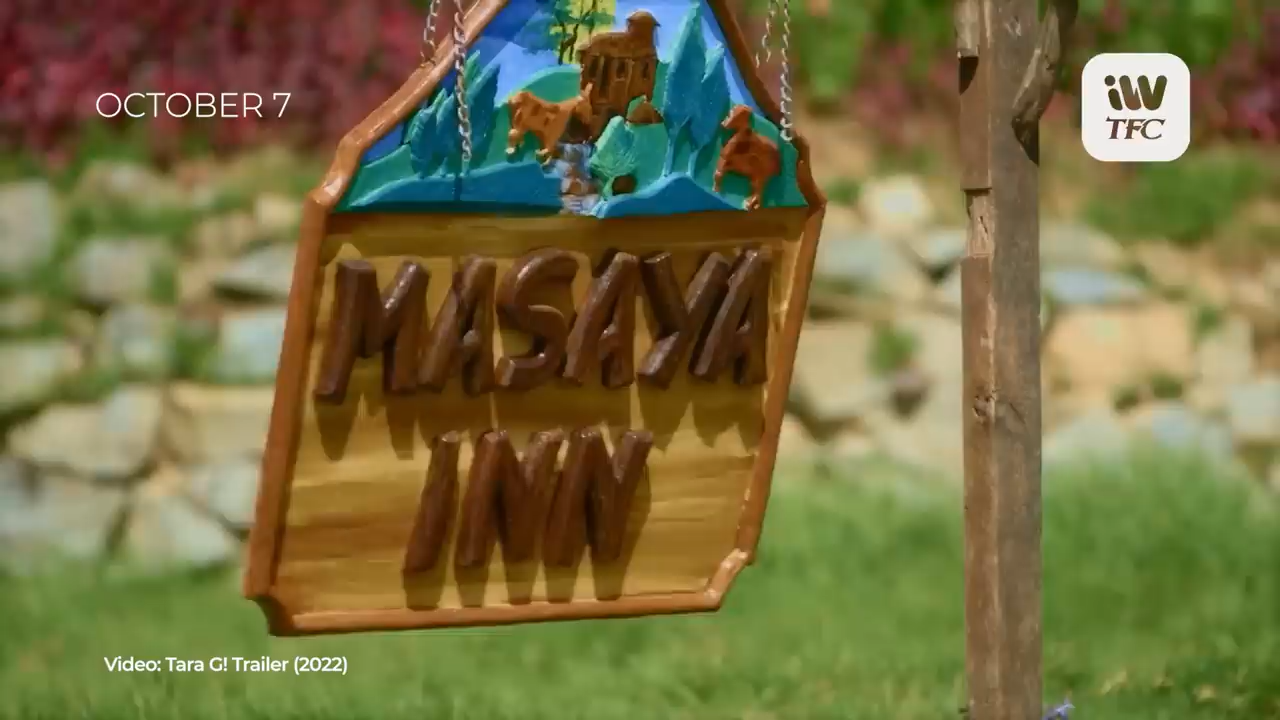 OCTOBER 7
iW
TFC
MASAYA
INN
Video: Tara G! Trailer (2022)